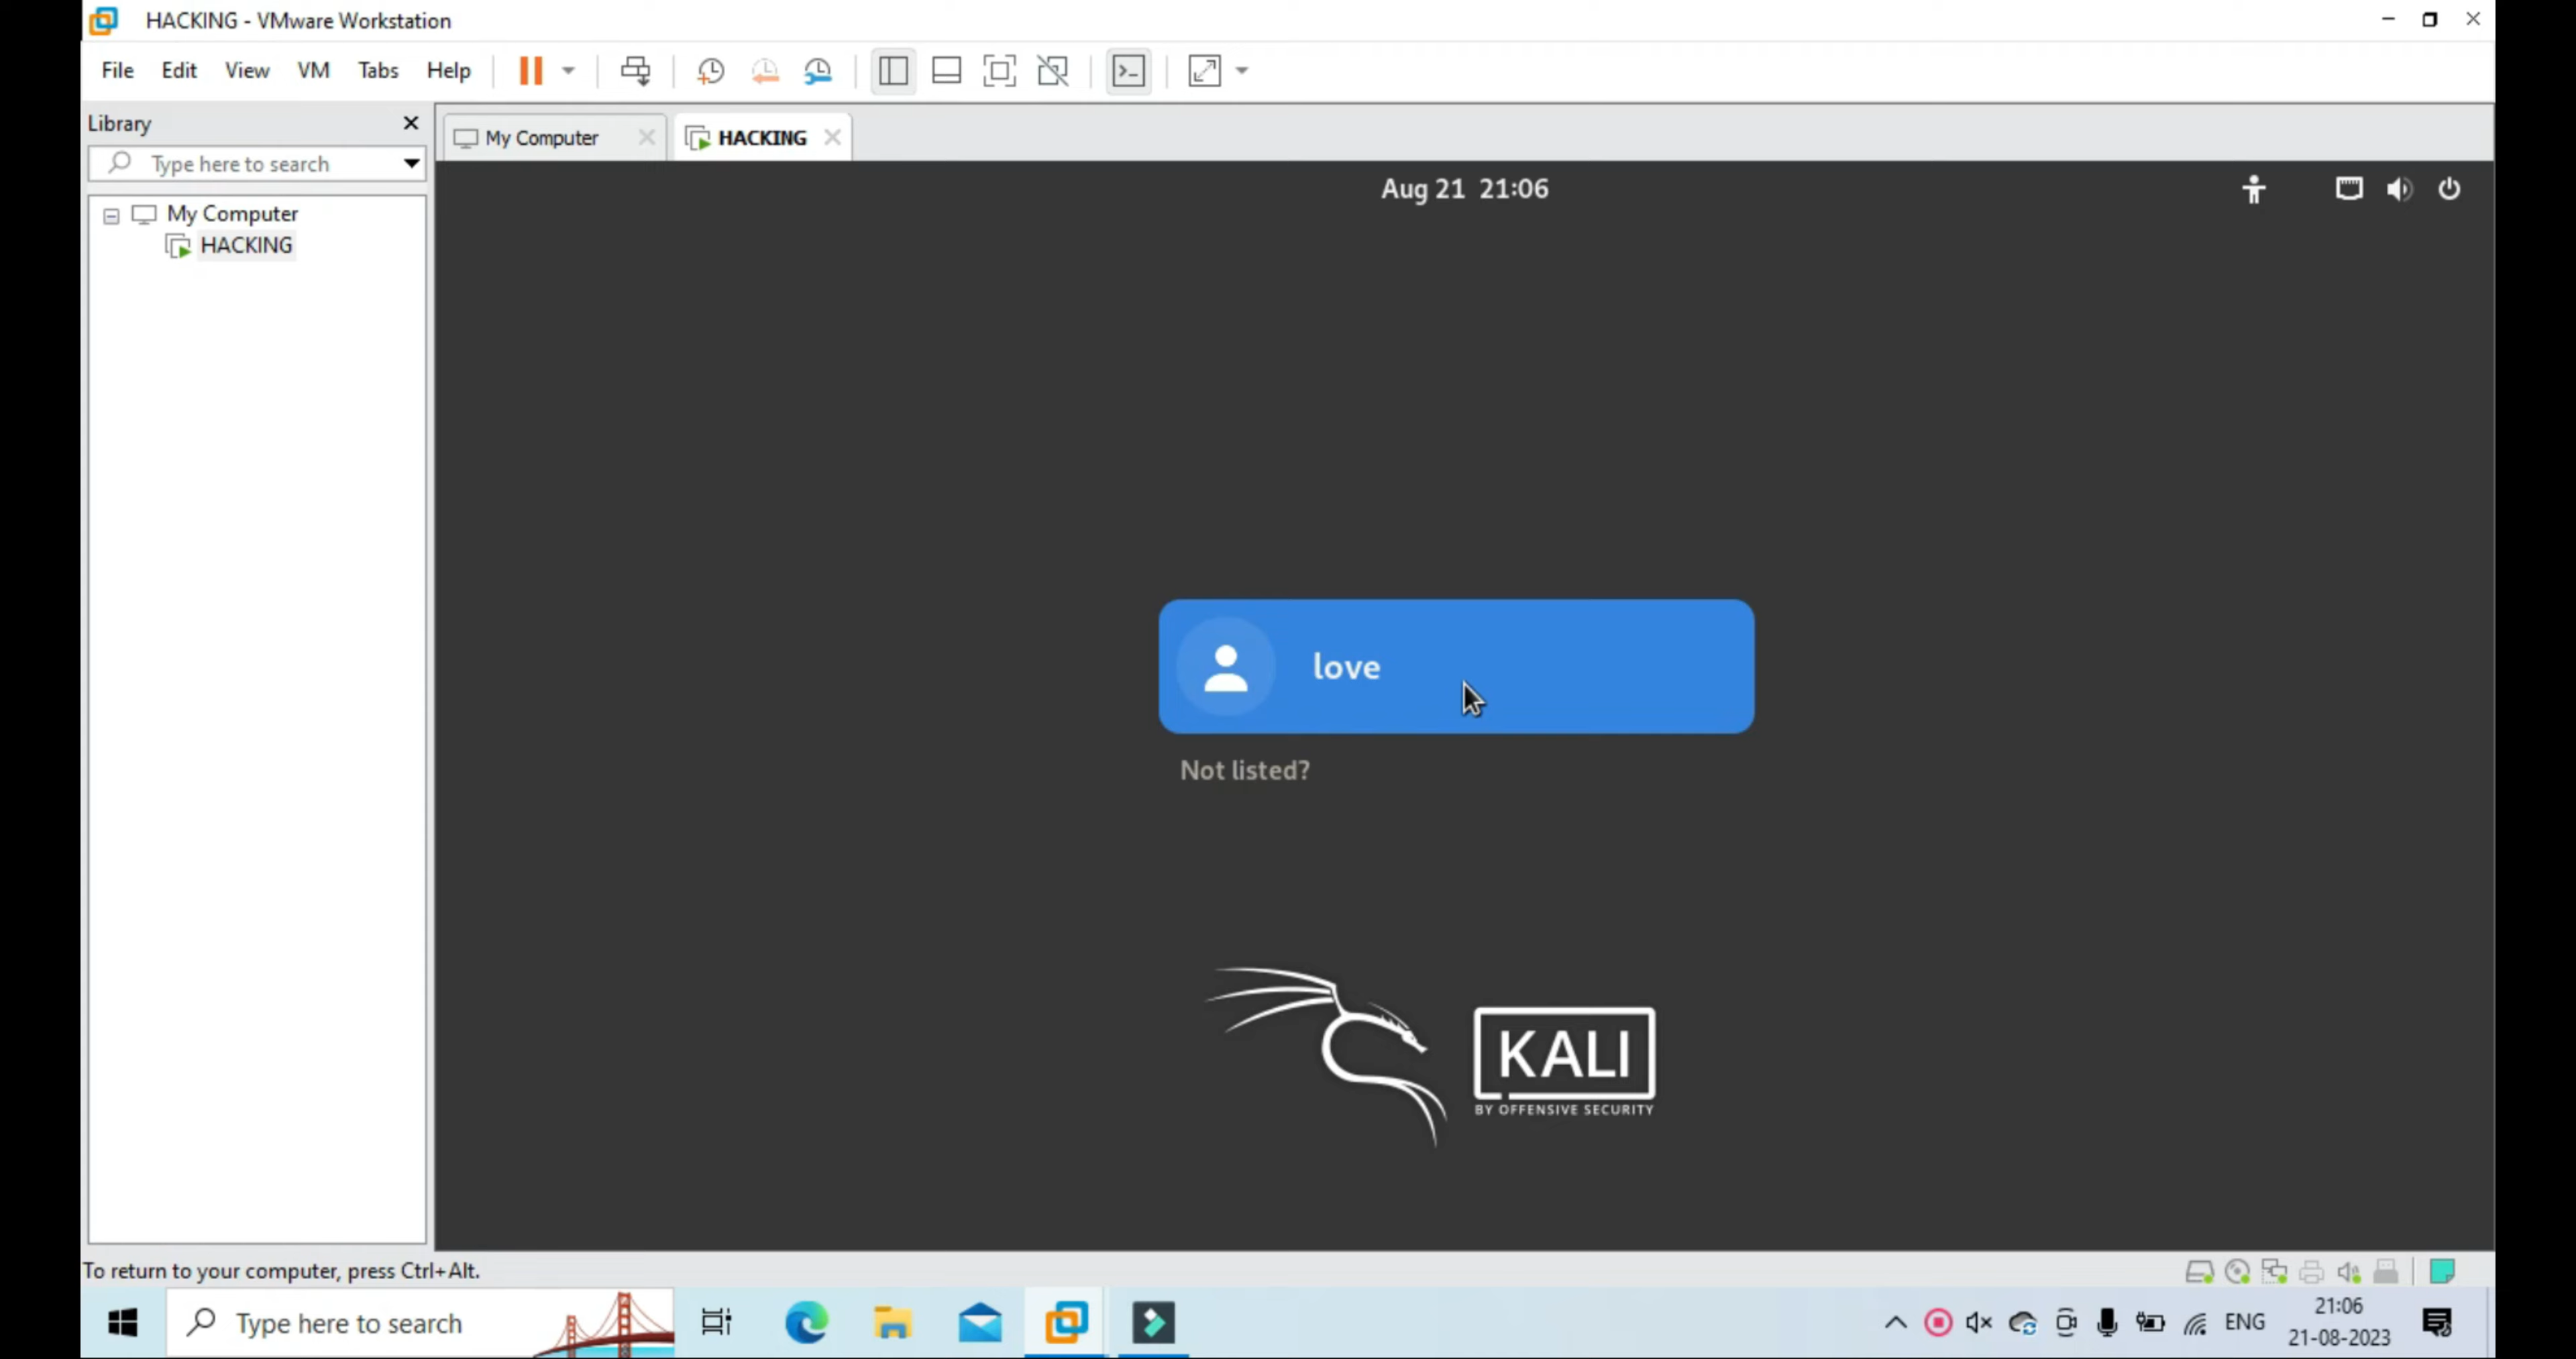 HACKING - VMware Workstation
File Edit View VM Tabs Help
Library
Type here to search
My Computer
HACKING
My Computer HACKING
Aug 21 21:06
love
Not listed?
KALI
BY OFFENSIVE SECURITY
To return to your computer, press Ctrl+Alt.
Type here to search
ENG
21:06
21-08-2023